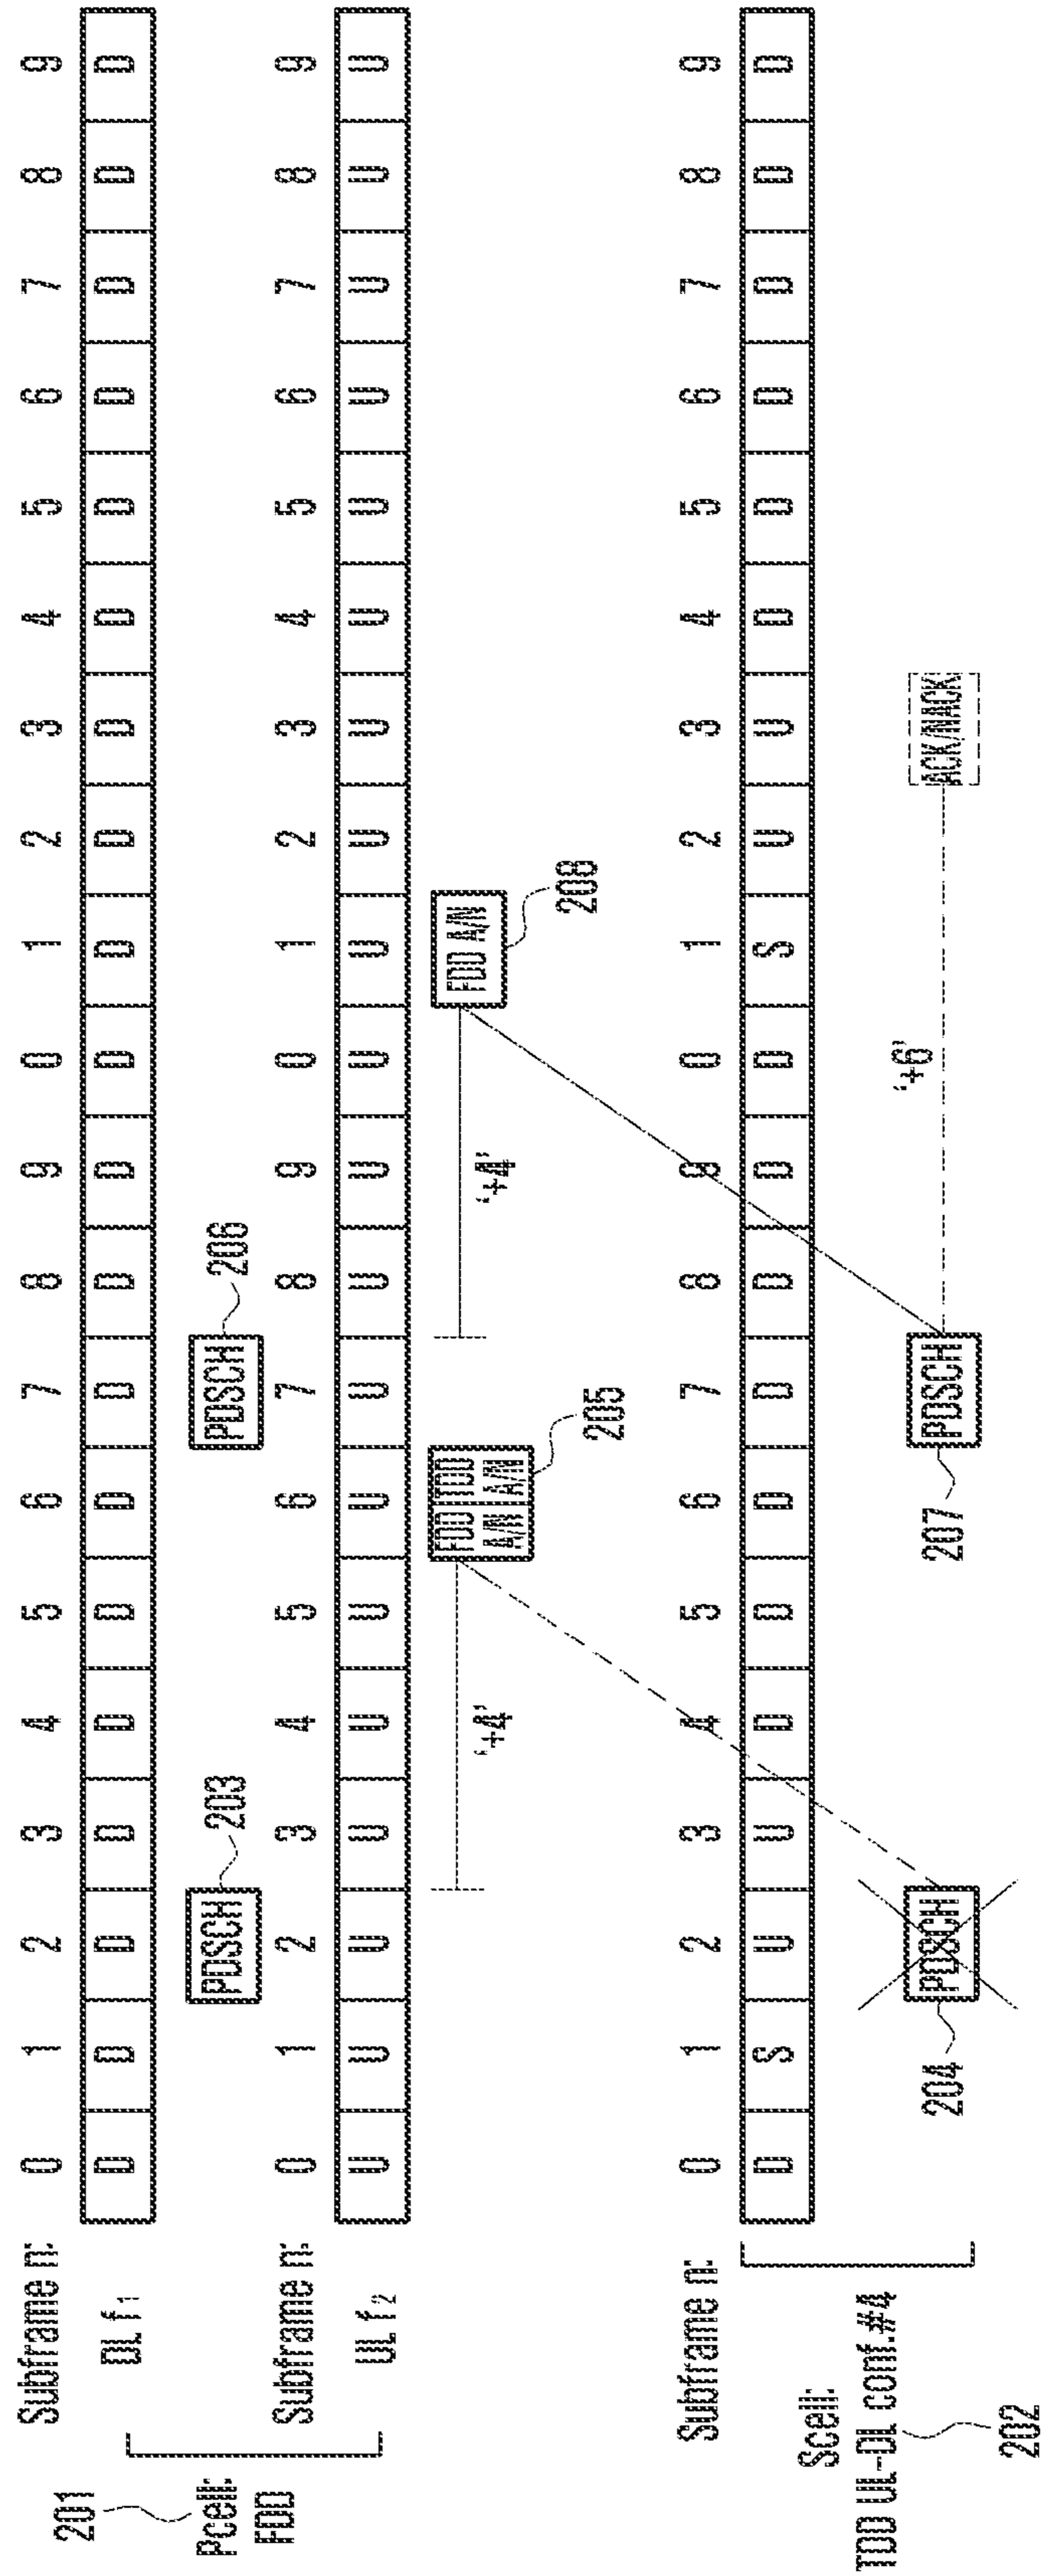 Subframe n: 0 1 2 3 4 5 6 7 8 9 0 1 2 3 4 5 6 7 8 9
DL f1 D D D D D D D D D D D D D D D D D D D D
201
Pcell:
FDD
PDSCH 203 PDSCH 206
Subframe n: 0 1 2 3 4 5 6 7 8 9 0 1 2 3 4 5 6 7 8 9
UL f2 U U U U U U U U U U U U U U U U U U U U
FDD A/N TDD A/N FDD A/N
'+4' '+4'
205 208
Subframe n: 0 1 2 3 4 5 6 7 8 9 0 1 2 3 4 5 6 7 8 9
D S U U D D D D D D D S U U D D D D D D
Scell:
TDD UL-DL conf.#4
202
'+6'
204 PDSCH 207 PDSCH ACK/NACK